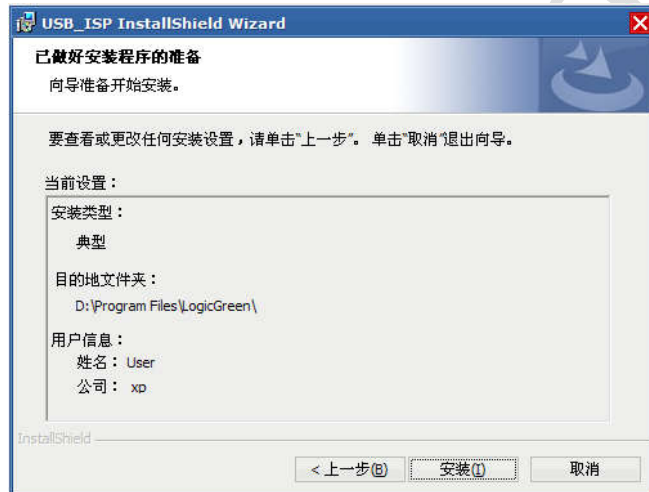 USB_ISP InstallShield Wizard
已做好安装程序的准备
向导准备开始安装。
要查看或更改任何安装设置，请单击“上一步”。 单击“取消”退出向导。
当前设置：
安装类型：
典型
目的地文件夹：
D:\Program Files\LogicGreen\
用户信息：
姓名： User
公司： xp
InstallShield
< 上一步(B)
安装(I)
取消